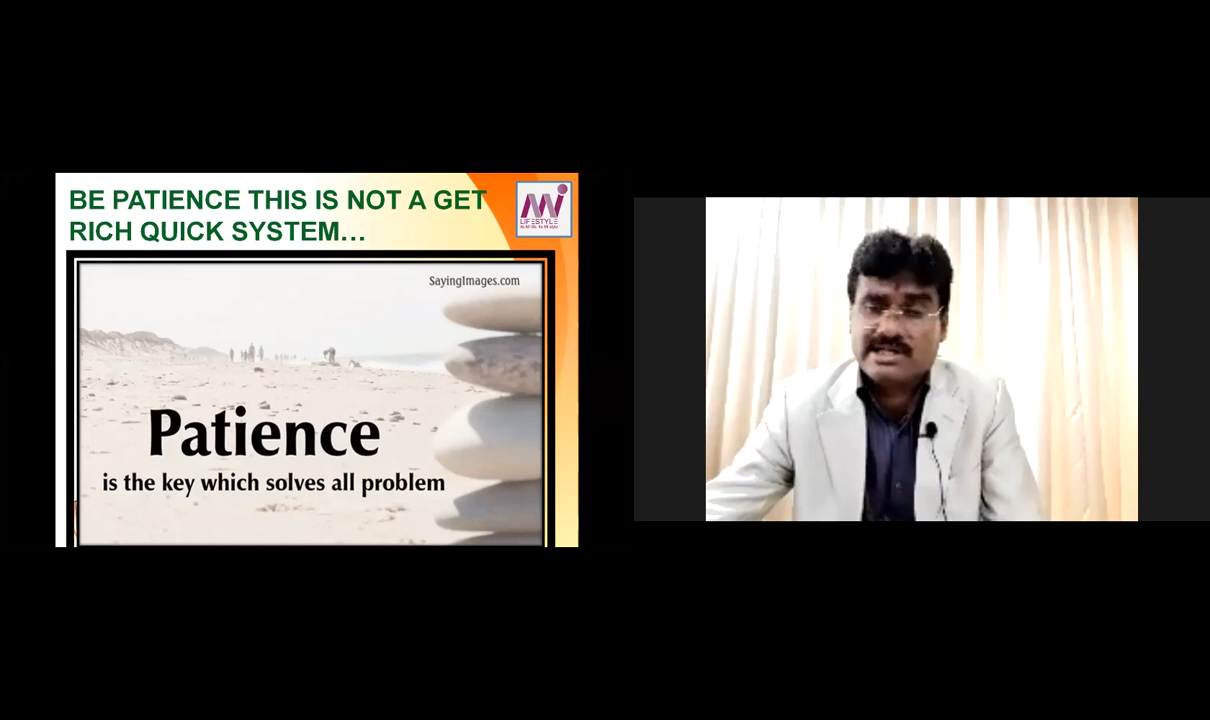 BE PATIENCE THIS IS NOT A GET
RICH QUICK SYSTEM...
LIFESTYLE
SayingImages.com
Patience
is the key which solves all problem